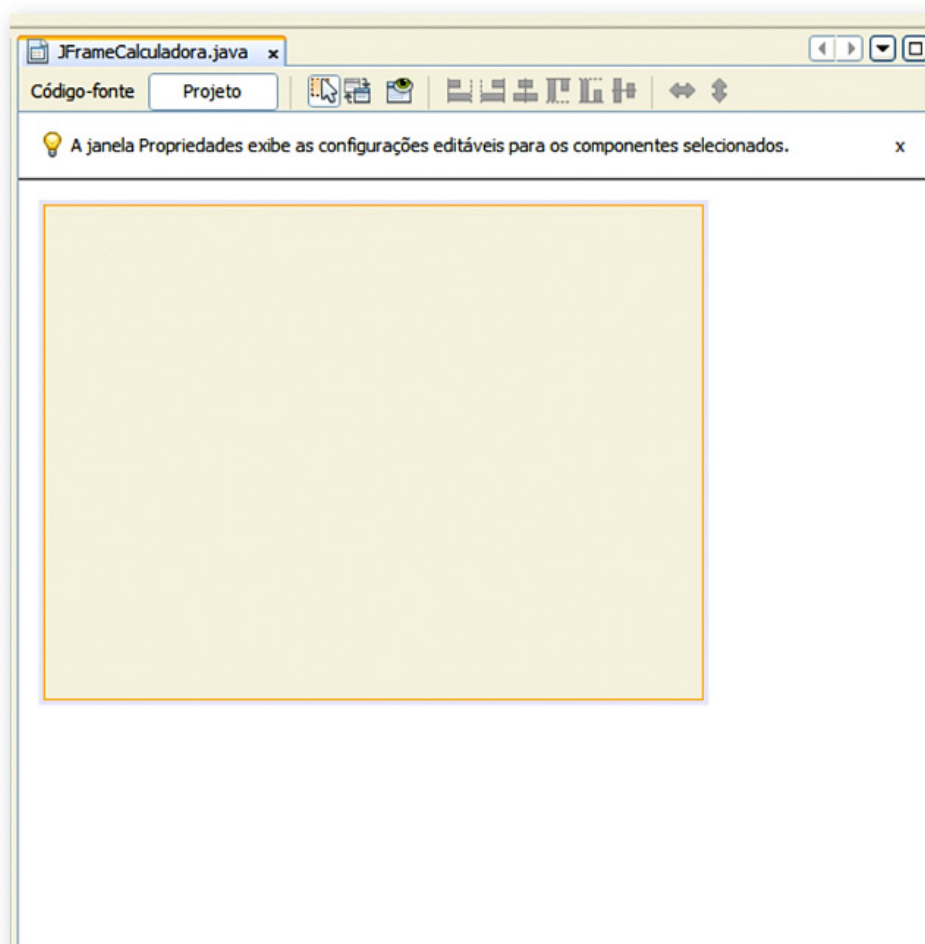 JFrameCalculadora.java x
Código-fonte Projeto
A janela Propriedades exibe as configurações editáveis para os componentes selecionados. x